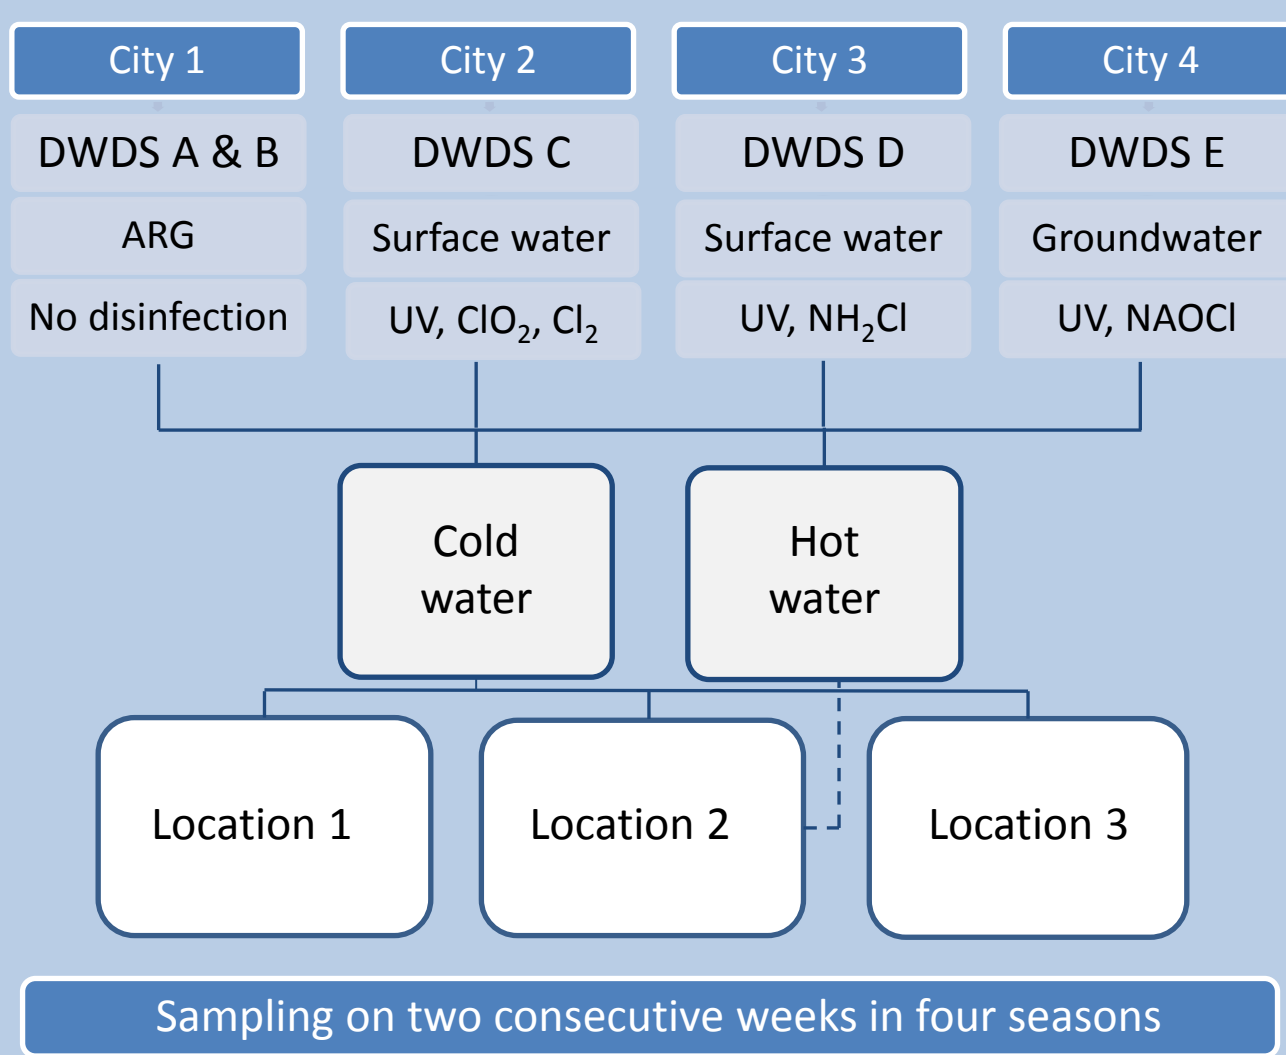 City 1
City 2
City 3
City 4
DWDS A & B
DWDS C
DWDS D
DWDS E
ARG
Surface water
Surface water
Groundwater
No disinfection
UV, ClO₂, Cl₂
UV, NH₂Cl
UV, NAOCl
Cold
water
Hot
water
Location 1
Location 2
Location 3
Sampling on two consecutive weeks in four seasons